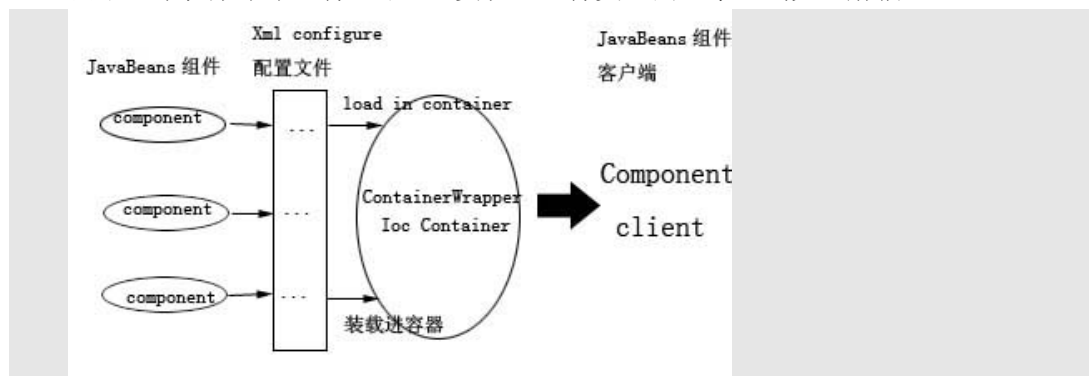 Xml configure
配置文件
JavaBeans 组件
JavaBeans 组件
客户端
load in container
component
...
component
...
component
...
ContainerWrapper
Ioc Container
装载进容器
Component
client